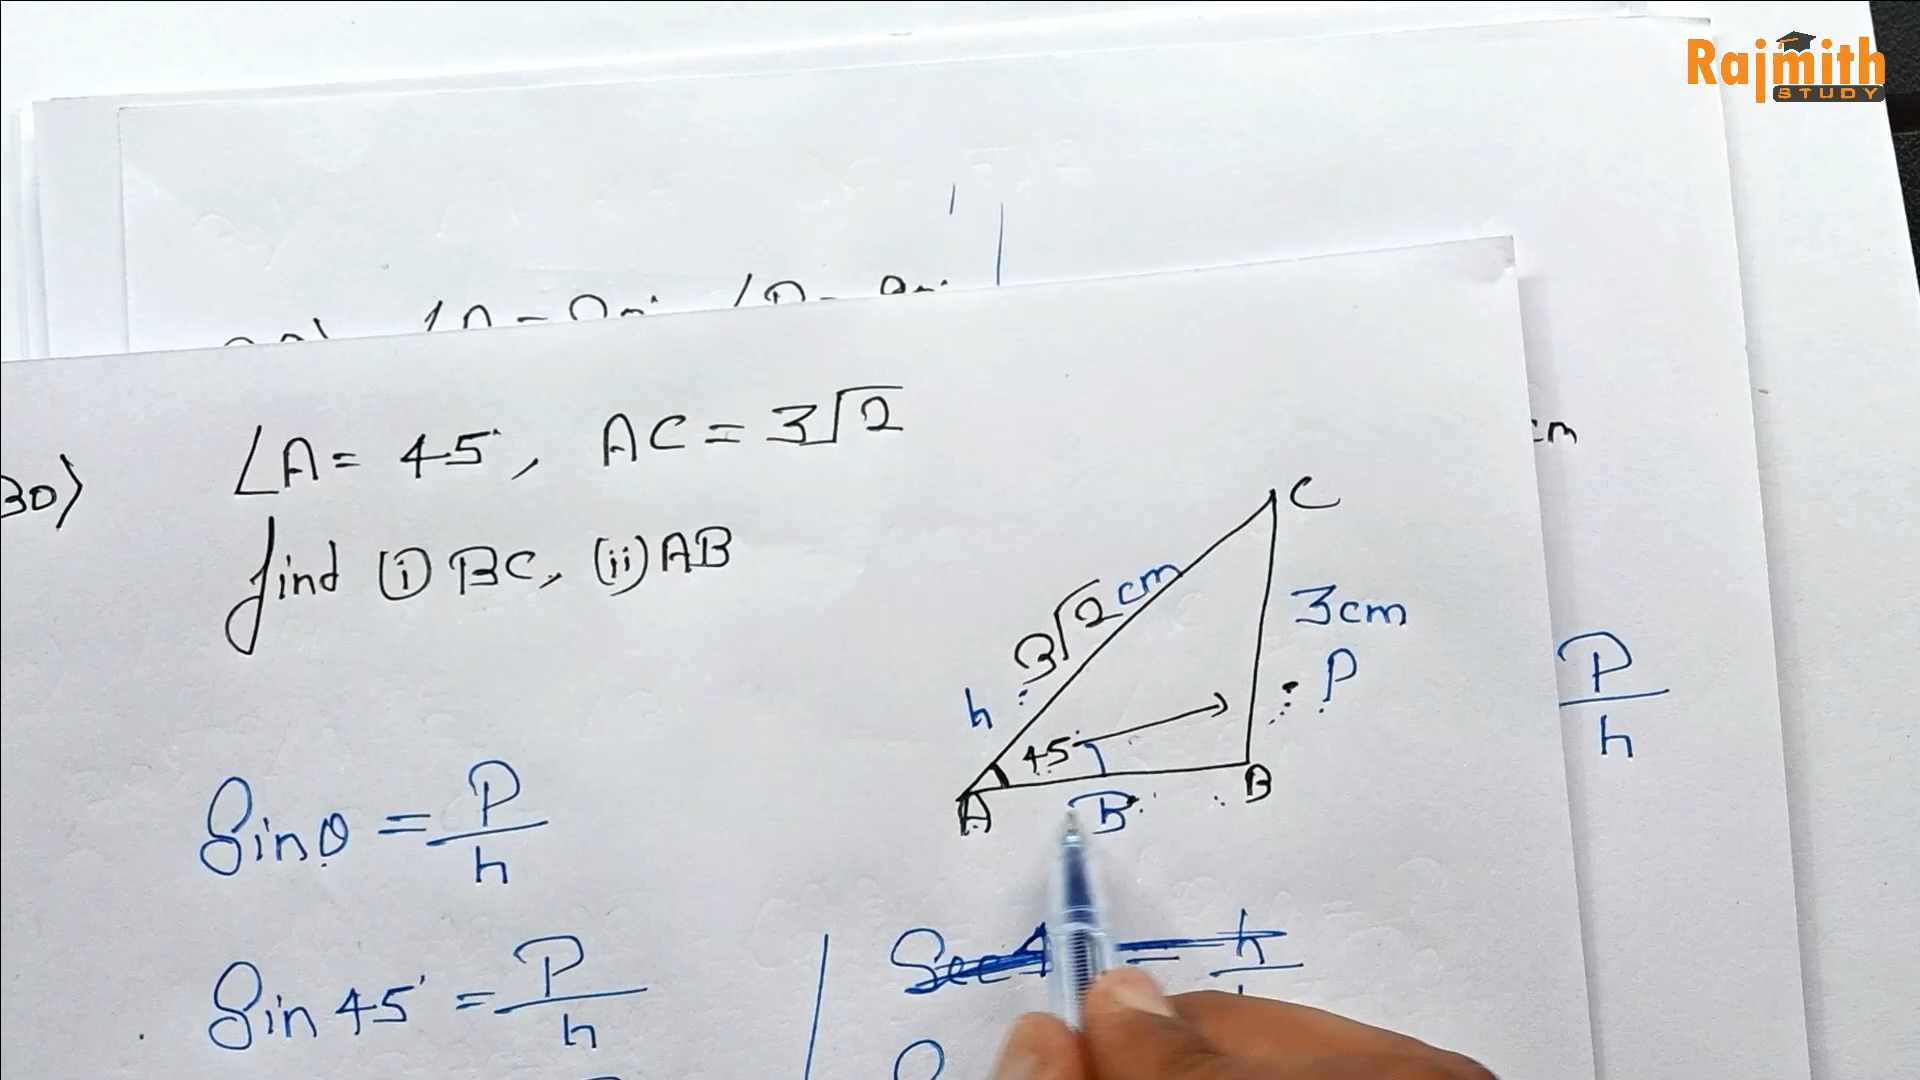 Rajmith
STUDY
30) ∠A = 45°, AC = 3√2
find (i) BC, (ii) AB
cm
C
3√2 cm
3cm
h
P
45°
A
B
B
P/h
Sinθ = P/h
Sin 45° = P/h